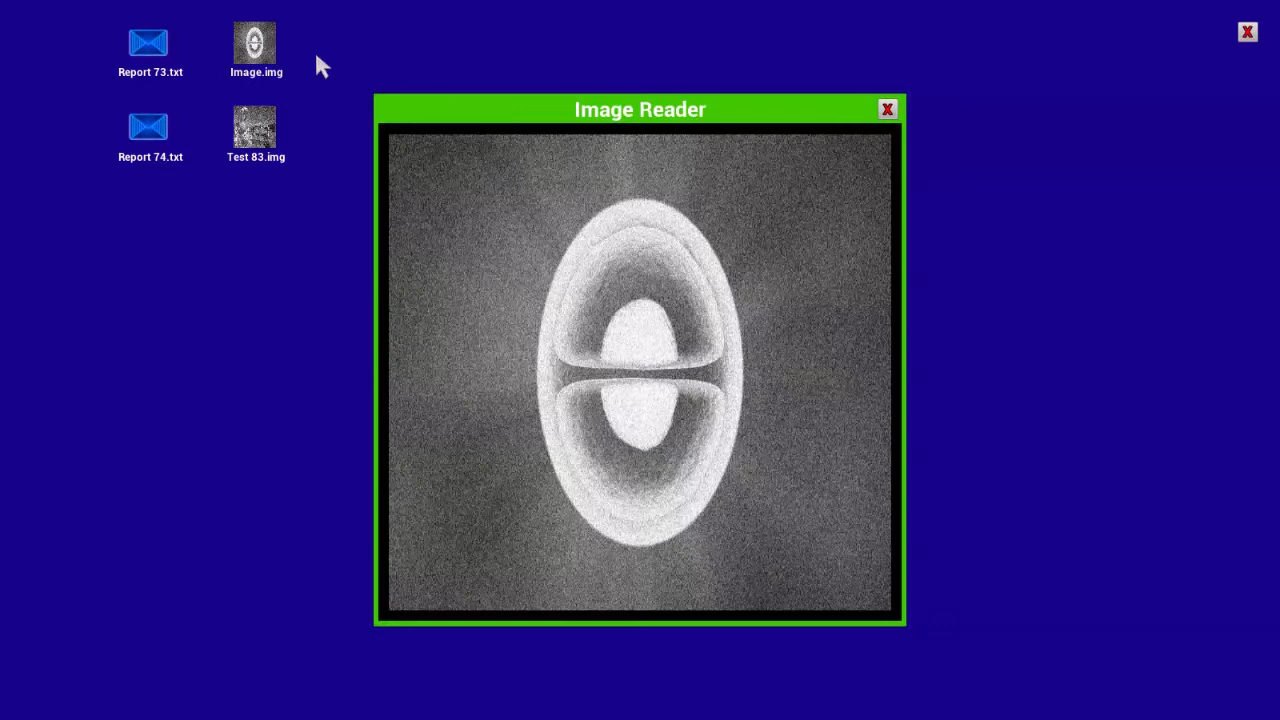 Report 73.txt
Image.img
X
Image Reader
X
Report 74.txt
Test 83.img